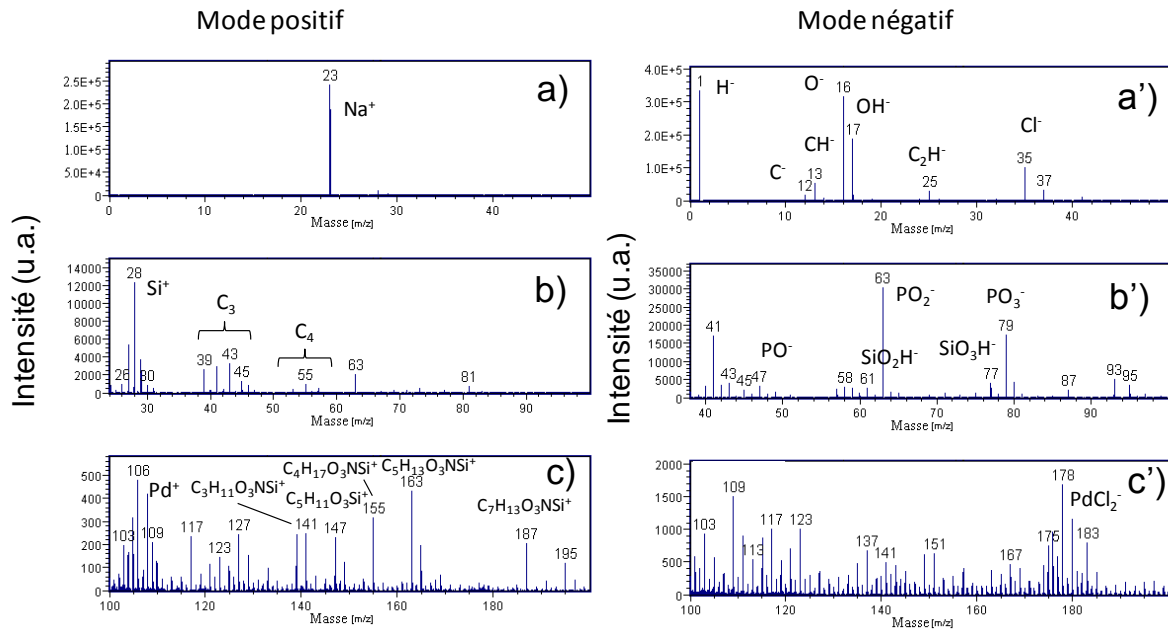 Mode positif
Mode négatif
Intensité (u.a.)
a)
2.5E+5
2.0E+5
1.5E+5
1.0E+5
5.0E+4
0
23
Na⁺
0 10 20 30 40
Masse [m/z]
b)
14000
12000
10000
8000
6000
4000
2000
0
28
Si⁺
C₃
C₄
26 30 39 43 45 55 63 81
30 40 50 60 70 80 90
Masse [m/z]
c)
500
400
300
200
100
0
C₄H₁₇O₃NSi⁺ C₅H₁₃O₃NSi⁺
106
Pd⁺
C₃H₁₁O₃NSi⁺
C₅H₁₁O₃Si⁺
C₇H₁₃O₃NSi⁺
103 109 117 123 127 141 147 155 163 187 195
100 120 140 160 180
Masse [m/z]
Intensité (u.a.)
a')
4.0E+5
3.0E+5
2.0E+5
1.0E+5
0
1
H⁻
O⁻
16
OH⁻
17
CH⁻
C⁻
12 13
C₂H⁻
25
Cl⁻
35
37
0 10 20 30 40
Masse [m/z]
b')
35000
30000
25000
20000
15000
10000
5000
0
63
PO₂⁻
PO₃⁻
79
PO⁻
SiO₂H⁻
SiO₃H⁻
41 43 45 47 58 61 77 87 93 95
40 50 60 70 80 90
Masse [m/z]
c')
2000
1500
1000
500
0
178
PdCl₂⁻
103 109 113 117 123 137 141 151 167 175 183
100 120 140 160 180
Masse [m/z]